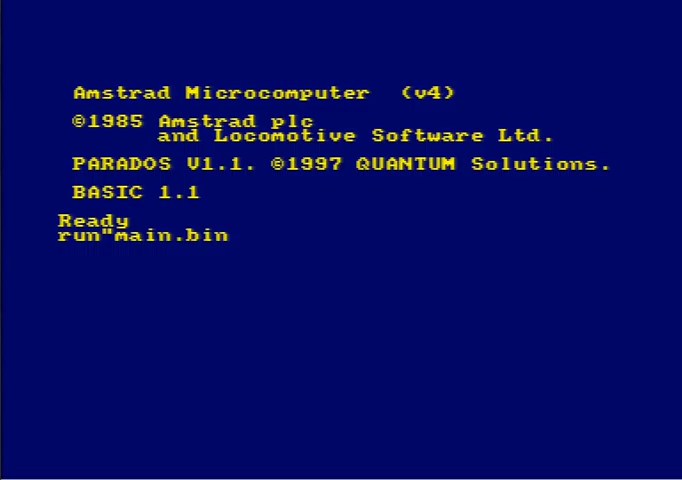 Amstrad Microcomputer (v4)
©1985 Amstrad plc
and Locomotive Software Ltd.
PARADOS V1.1. ©1997 QUANTUM Solutions.
BASIC 1.1
Ready
run"main.bin